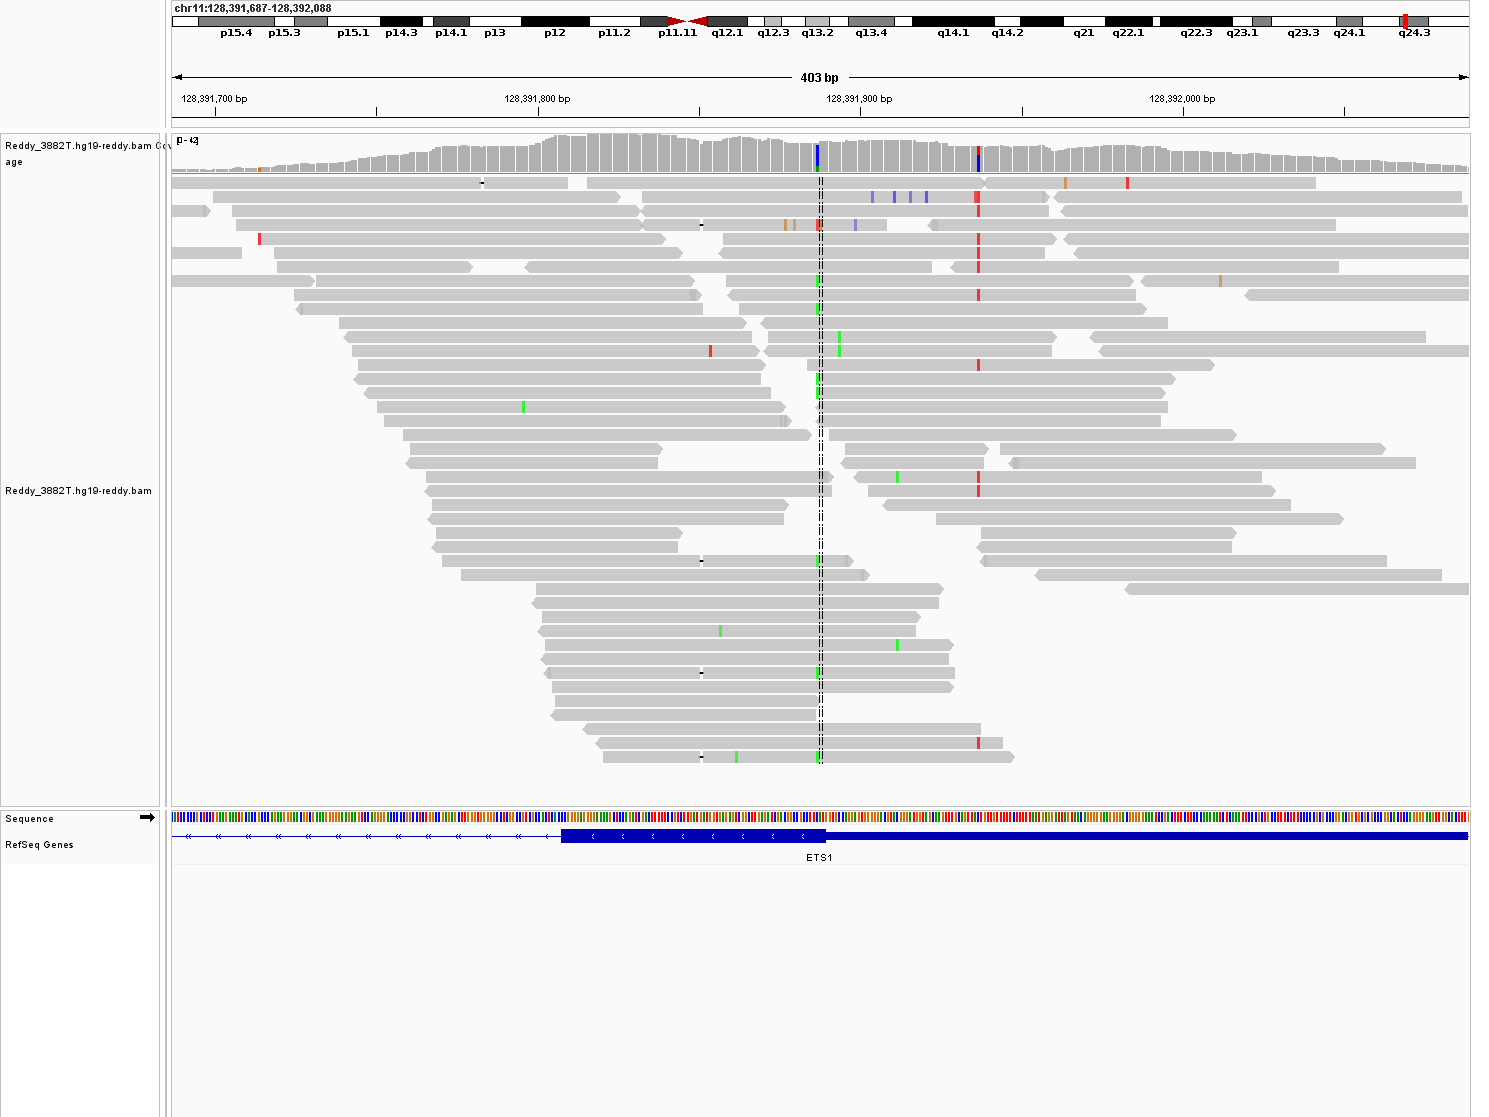 chr11:128,391,687-128,392,088
p15.4 p15.3 p15.1 p14.3 p14.1 p13 p12 p11.2 p11.11 q12.1 q12.3 q13.2 q13.4 q14.1 q14.2 q21 q22.1 q22.3 q23.1 q23.3 q24.1 q24.3
403 bp
128,391,700 bp 128,391,800 bp 128,391,900 bp 128,392,000 bp
Reddy_3882T.hg19-reddy.bam Cov
age
[0 - 42]
Reddy_3882T.hg19-reddy.bam
Sequence
RefSeq Genes
ETS1